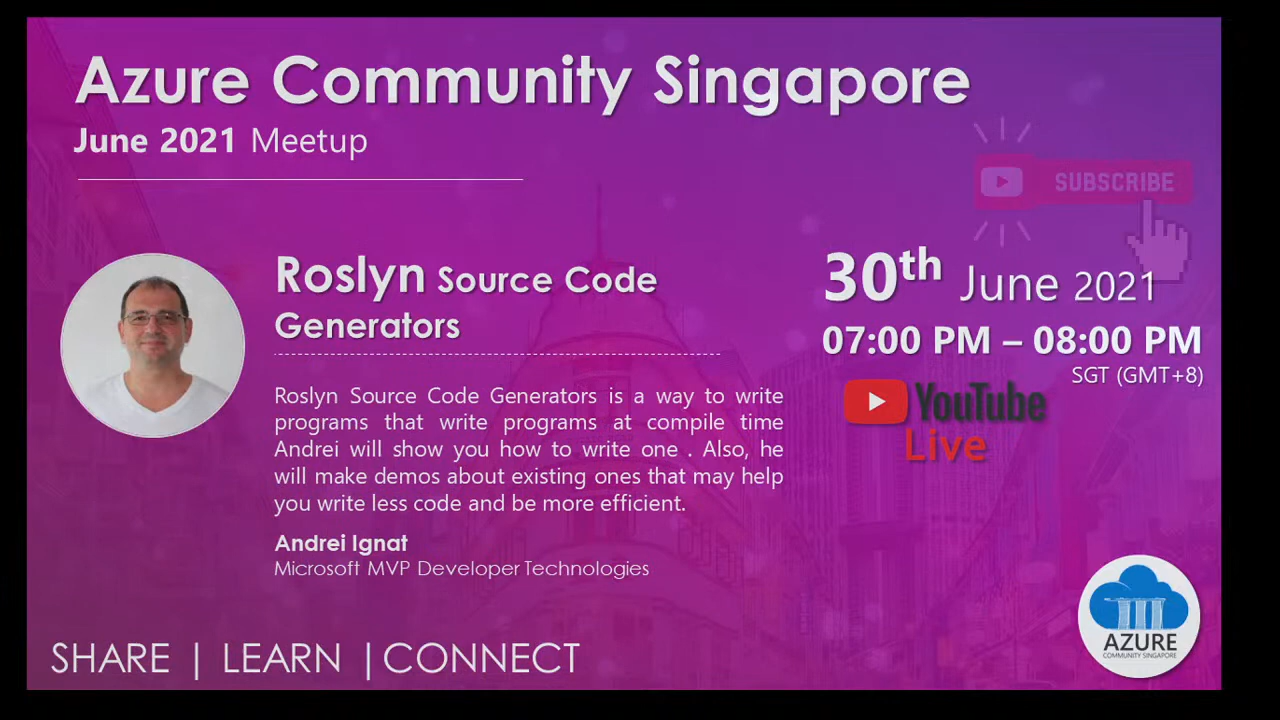 Azure Community Singapore
June 2021 Meetup
SUBSCRIBE
Roslyn Source Code
Generators
30th June 2021
07:00 PM – 08:00 PM
SGT (GMT+8)
YouTube
Live
Roslyn Source Code Generators is a way to write
programs that write programs at compile time
Andrei will show you how to write one . Also, he
will make demos about existing ones that may help
you write less code and be more efficient.
Andrei Ignat
Microsoft MVP Developer Technologies
SHARE | LEARN |CONNECT
AZURE
COMMUNITY SINGAPORE